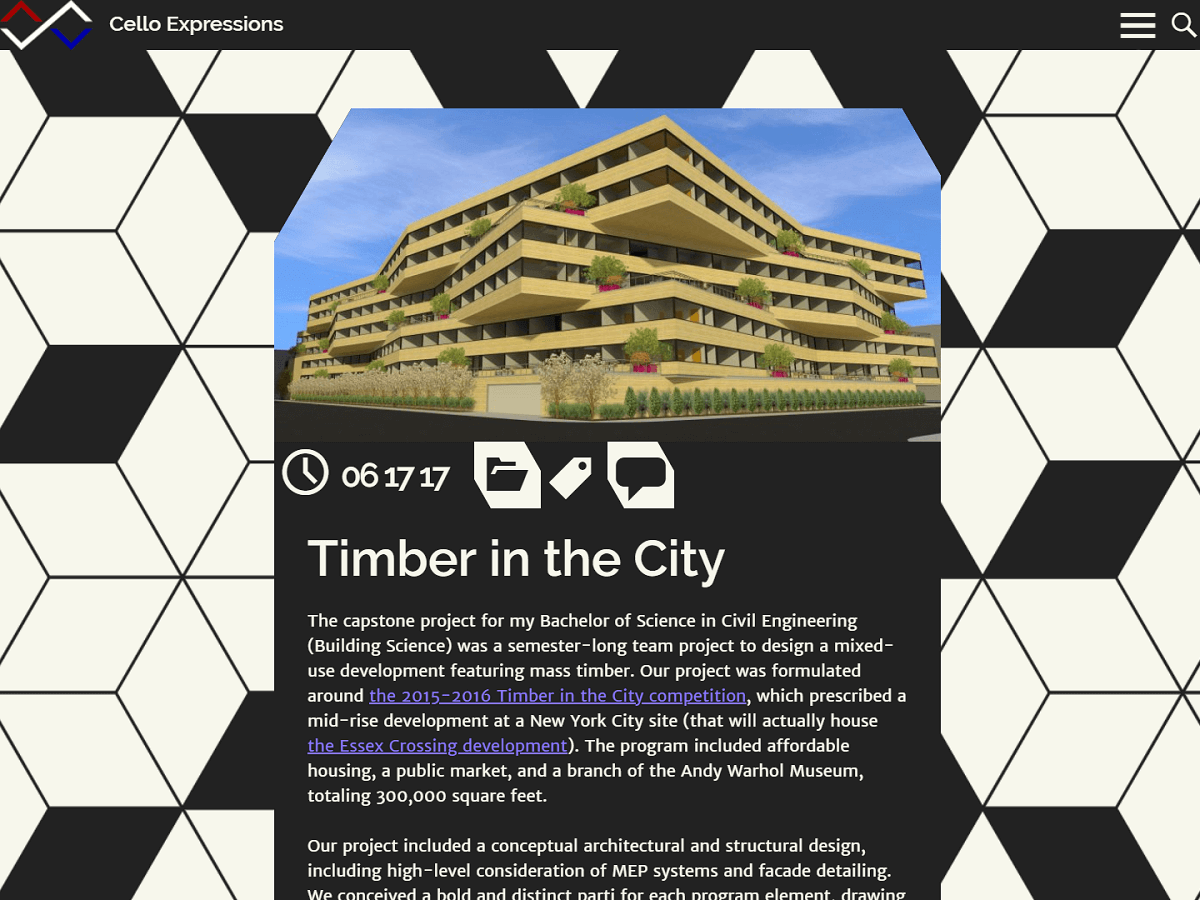 Cello Expressions
06 17 17
Timber in the City
The capstone project for my Bachelor of Science in Civil Engineering
(Building Science) was a semester-long team project to design a mixed-
use development featuring mass timber. Our project was formulated
around the 2015-2016 Timber in the City competition, which prescribed a
mid-rise development at a New York City site (that will actually house
the Essex Crossing development). The program included affordable
housing, a public market, and a branch of the Andy Warhol Museum,
totaling 300,000 square feet.
Our project included a conceptual architectural and structural design,
including high-level consideration of MEP systems and facade detailing.
We conceived a bold and distinct parti for each program element, drawing